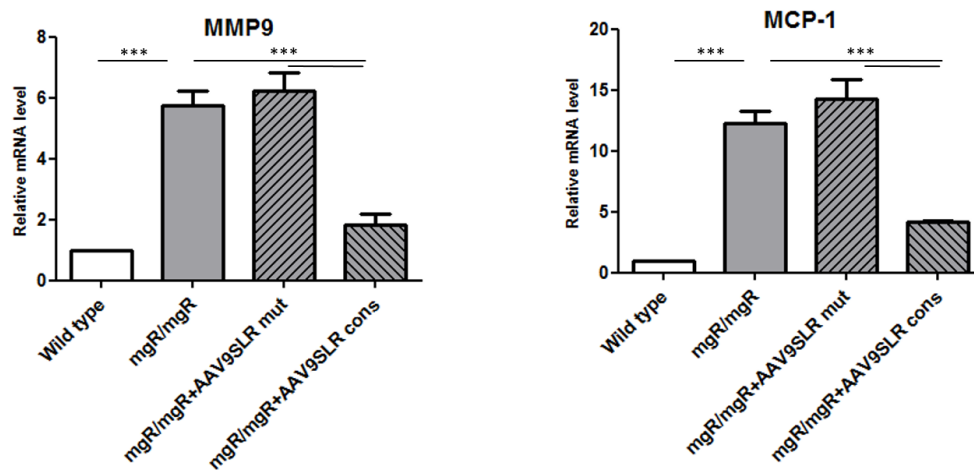 MMP9
Relative mRNA level
8
6
4
2
0
***
***
Wild type
mgR/mgR
mgR/mgR+AAV9SLR mut
mgR/mgR+AAV9SLR cons
MCP-1
Relative mRNA level
20
15
10
5
0
***
***
Wild type
mgR/mgR
mgR/mgR+AAV9SLR mut
mgR/mgR+AAV9SLR cons